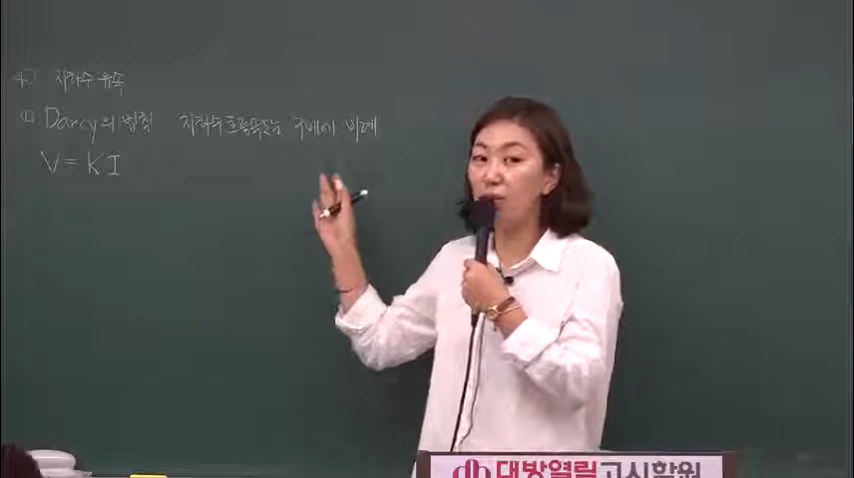 4) 지하수 유속
① Darcy의 법칙 지하수 흐름속도는 구배에 비례
V = KI
대방열림고시학원